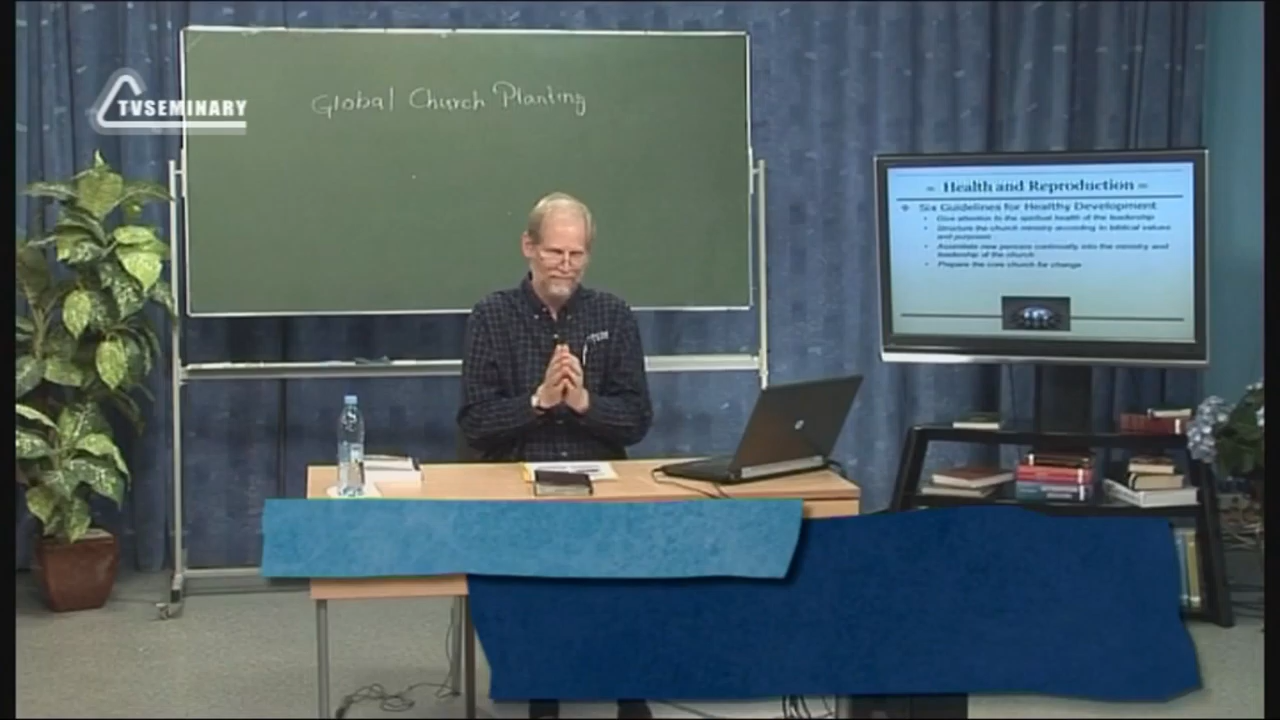 TVSEMINARY
Global Church Planting
Health and Reproduction
Six Guidelines for Healthy Development
Give attention to the spiritual health of the leadership
Structure the church ministry according to biblical values
and purposes
Assimilate new persons continually into the ministry and
leadership of the church
Prepare the core church for change